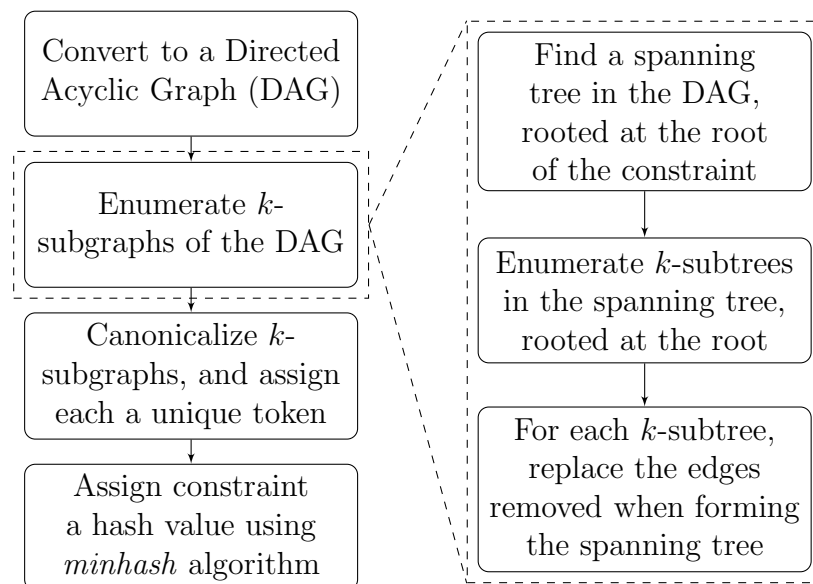 Convert to a Directed
Acyclic Graph (DAG)
Enumerate k-
subgraphs of the DAG
Canonicalize k-
subgraphs, and assign
each a unique token
Assign constraint
a hash value using
minhash algorithm
Find a spanning
tree in the DAG,
rooted at the root
of the constraint
Enumerate k-subtrees
in the spanning tree,
rooted at the root
For each k-subtree,
replace the edges
removed when forming
the spanning tree